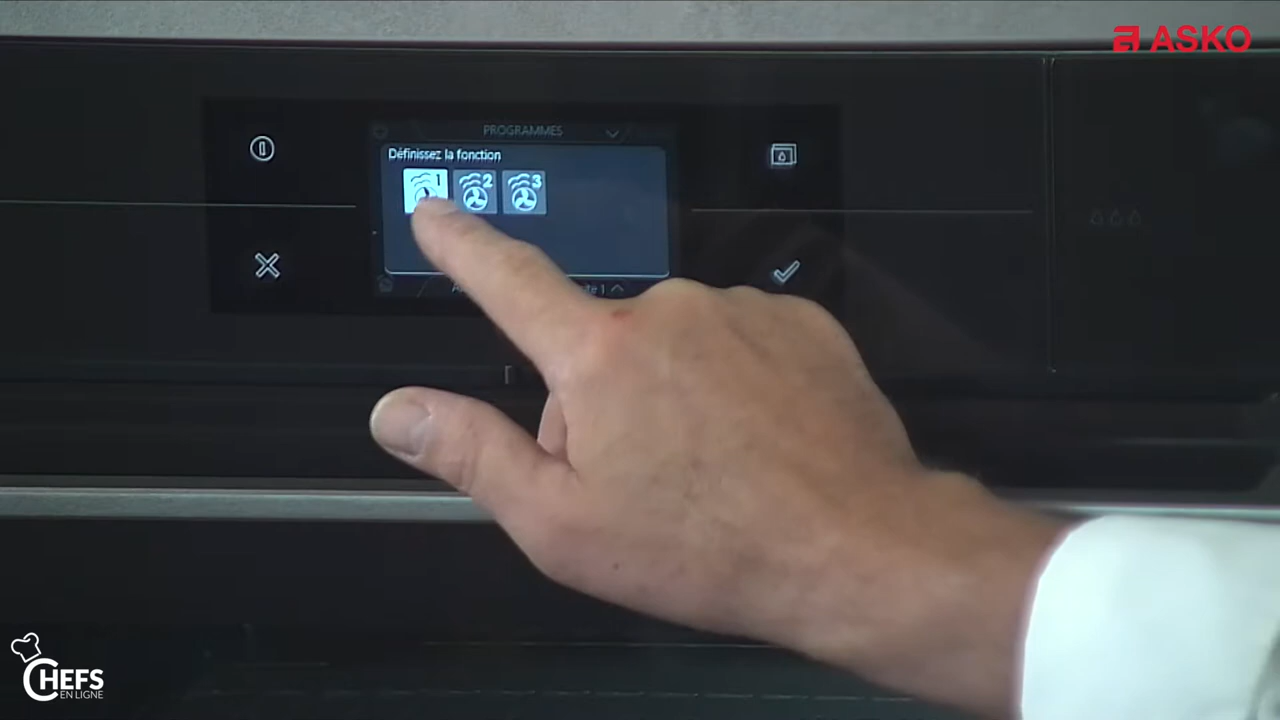 ASKO
PROGRAMMES
Définissez la fonction
1 2 3
CHEFS
EN LIGNE